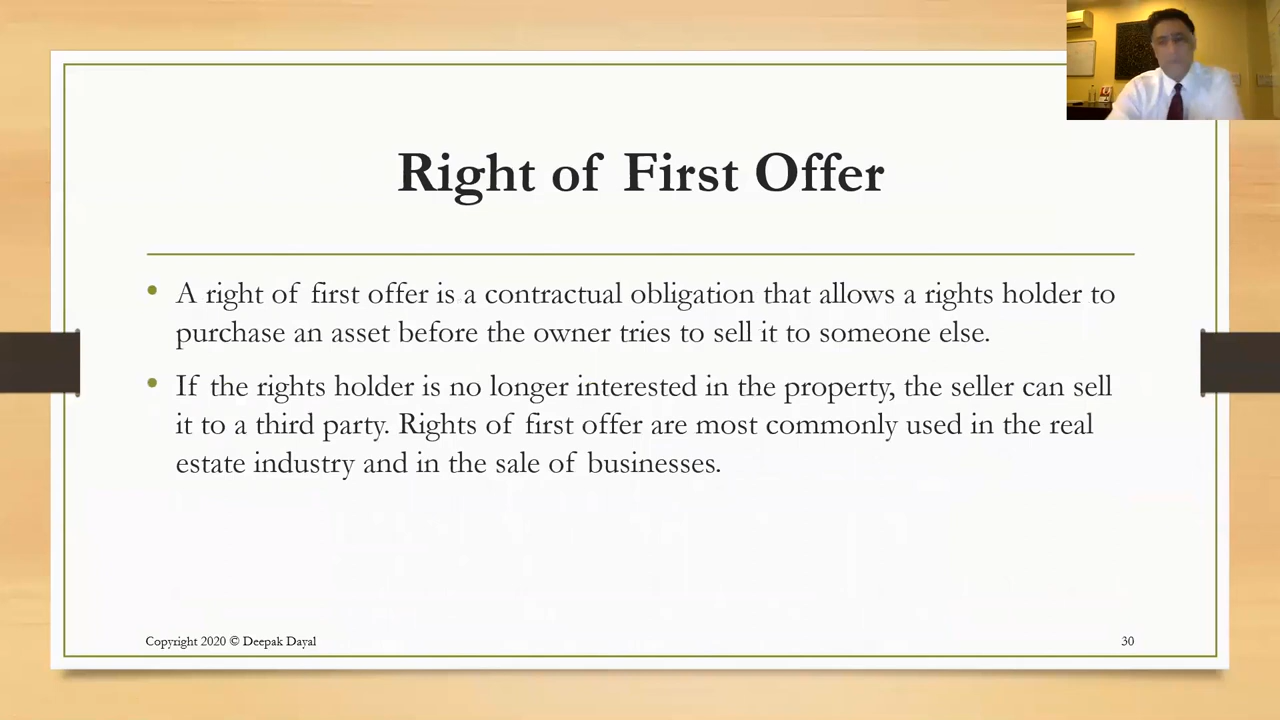 Right of First Offer
• A right of first offer is a contractual obligation that allows a rights holder to
purchase an asset before the owner tries to sell it to someone else.
• If the rights holder is no longer interested in the property, the seller can sell
it to a third party. Rights of first offer are most commonly used in the real
estate industry and in the sale of businesses.
Copyright 2020 © Deepak Dayal
30